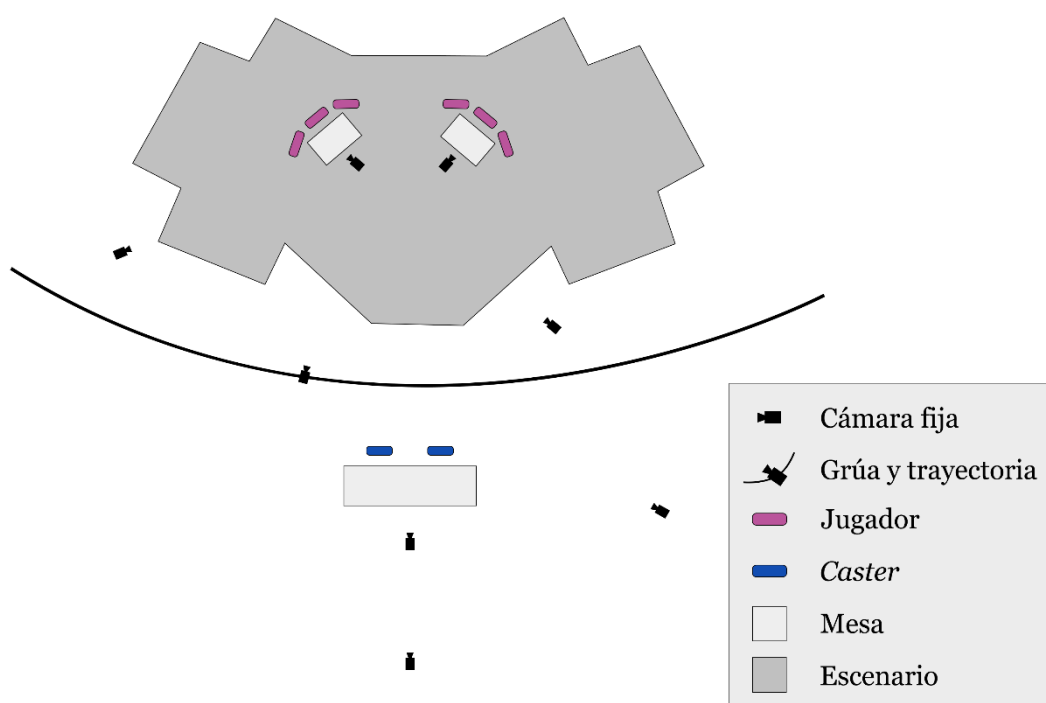 Cámara fija
Grúa y trayectoria
Jugador
Caster
Mesa
Escenario